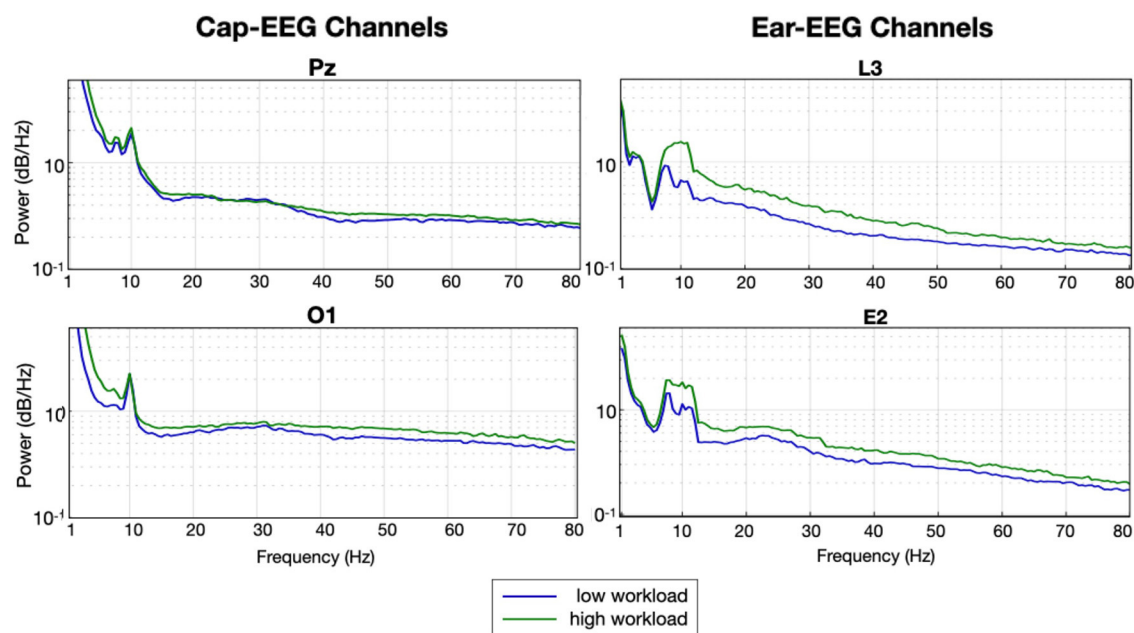 Cap-EEG Channels
Ear-EEG Channels
Pz
L3
Power (dB/Hz)
10
10-1
1 10 20 30 40 50 60 70 80
10
10-1
1 10 20 30 40 50 60 70 80
O1
E2
Power (dB/Hz)
10
10-1
1 10 20 30 40 50 60 70 80
Frequency (Hz)
10
0-1
1 10 20 30 40 50 60 70 80
Frequency (Hz)
low workload
high workload